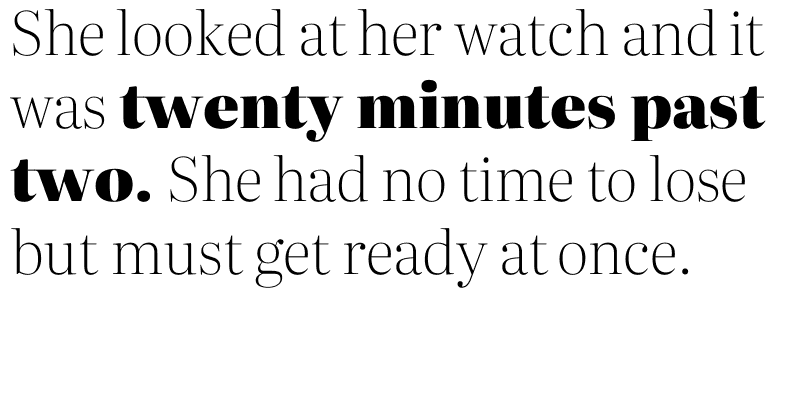 She looked at her watch and it
was twenty minutes past
two. She had no time to lose
but must get ready at once.